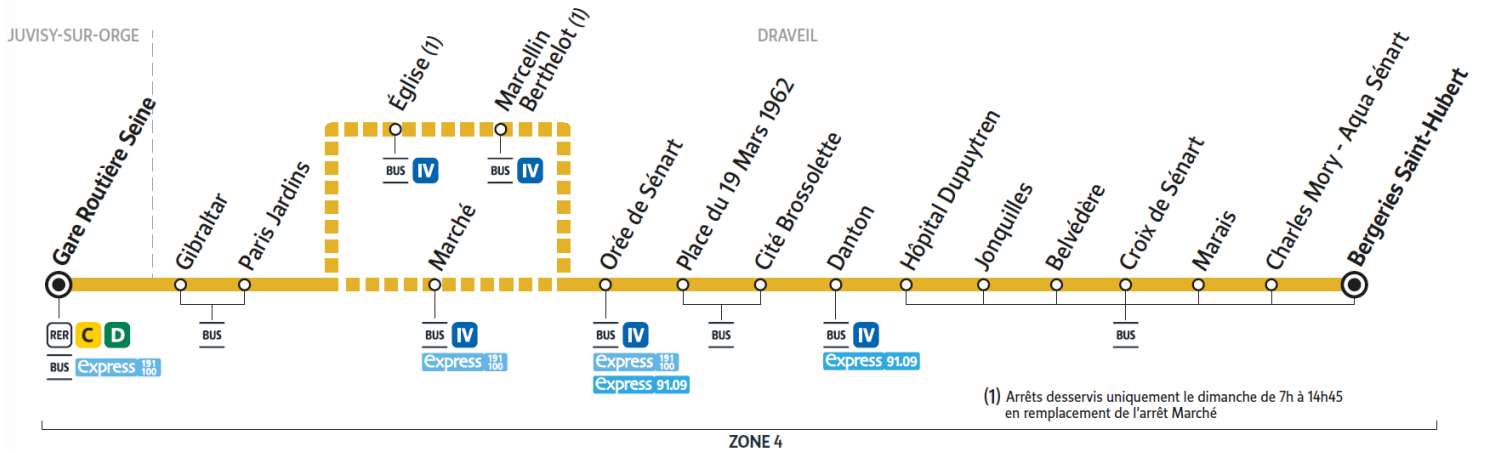 JUVISY-SUR-ORGE
DRAVEIL
Gare Routière Seine
Gibraltar
Paris Jardins
Église (1)
Marcellin
Berthelot (1)
Marché
Orée de Sénart
Place du 19 Mars 1962
Cité Brossolette
Danton
Hôpital Dupuytren
Jonquilles
Belvédère
Croix de Sénart
Marais
Charles Mory - Aqua Sénart
Bergeries Saint-Hubert
BUS IV
BUS IV
RER C D
BUS express 191 100
BUS
BUS IV
express 191 100
BUS IV
express 191 100
express 91.09
BUS
BUS IV
express 91.09
BUS
(1) Arrêts desservis uniquement le dimanche de 7h à 14h45
en remplacement de l'arrêt Marché
ZONE 4